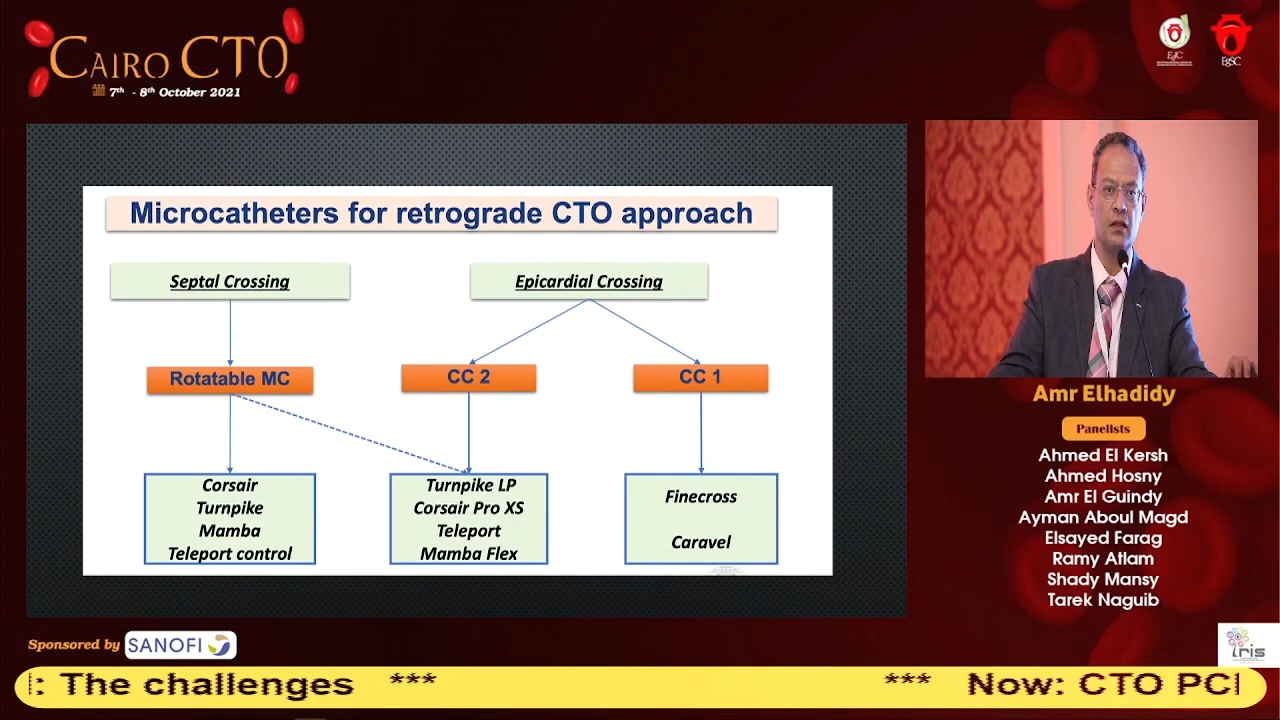 CAIRO CTO
7th - 8th October 2021
EgSC
Microcatheters for retrograde CTO approach
Septal Crossing
Epicardial Crossing
Rotatable MC
CC 2
CC 1
Corsair
Turnpike
Mamba
Teleport control
Turnpike LP
Corsair Pro XS
Teleport
Mamba Flex
Finecross
Caravel
Amr Elhadidy
Panelists
Ahmed El Kersh
Ahmed Hosny
Amr El Guindy
Ayman Aboul Magd
Elsayed Farag
Ramy Atlam
Shady Mansy
Tarek Naguib
Sponsored by SANOFI
iris
: The challenges *** *** Now: CTO PCI